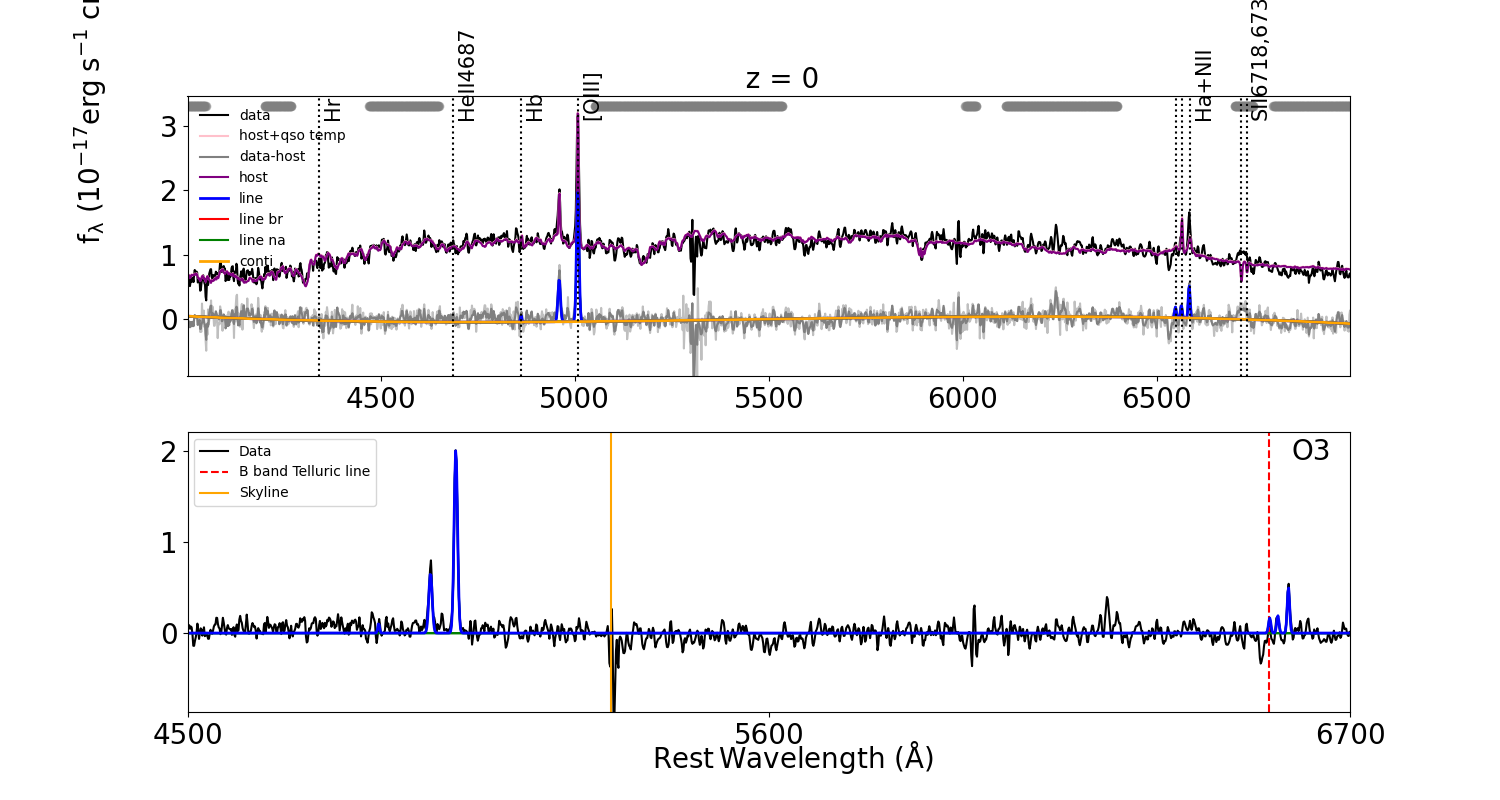 z = 0
f_λ (10^−17 erg s^−1
Hr
HeII4687
Hb
[OIII]
Ha+NII
SII6718,673
data
host+qso temp
data-host
host
line
line br
line na
conti
3
2
1
0
4500 5000 5500 6000 6500
O3
Data
B band Telluric line
Skyline
2
1
0
4500 5600 6700
Rest Wavelength (Å)